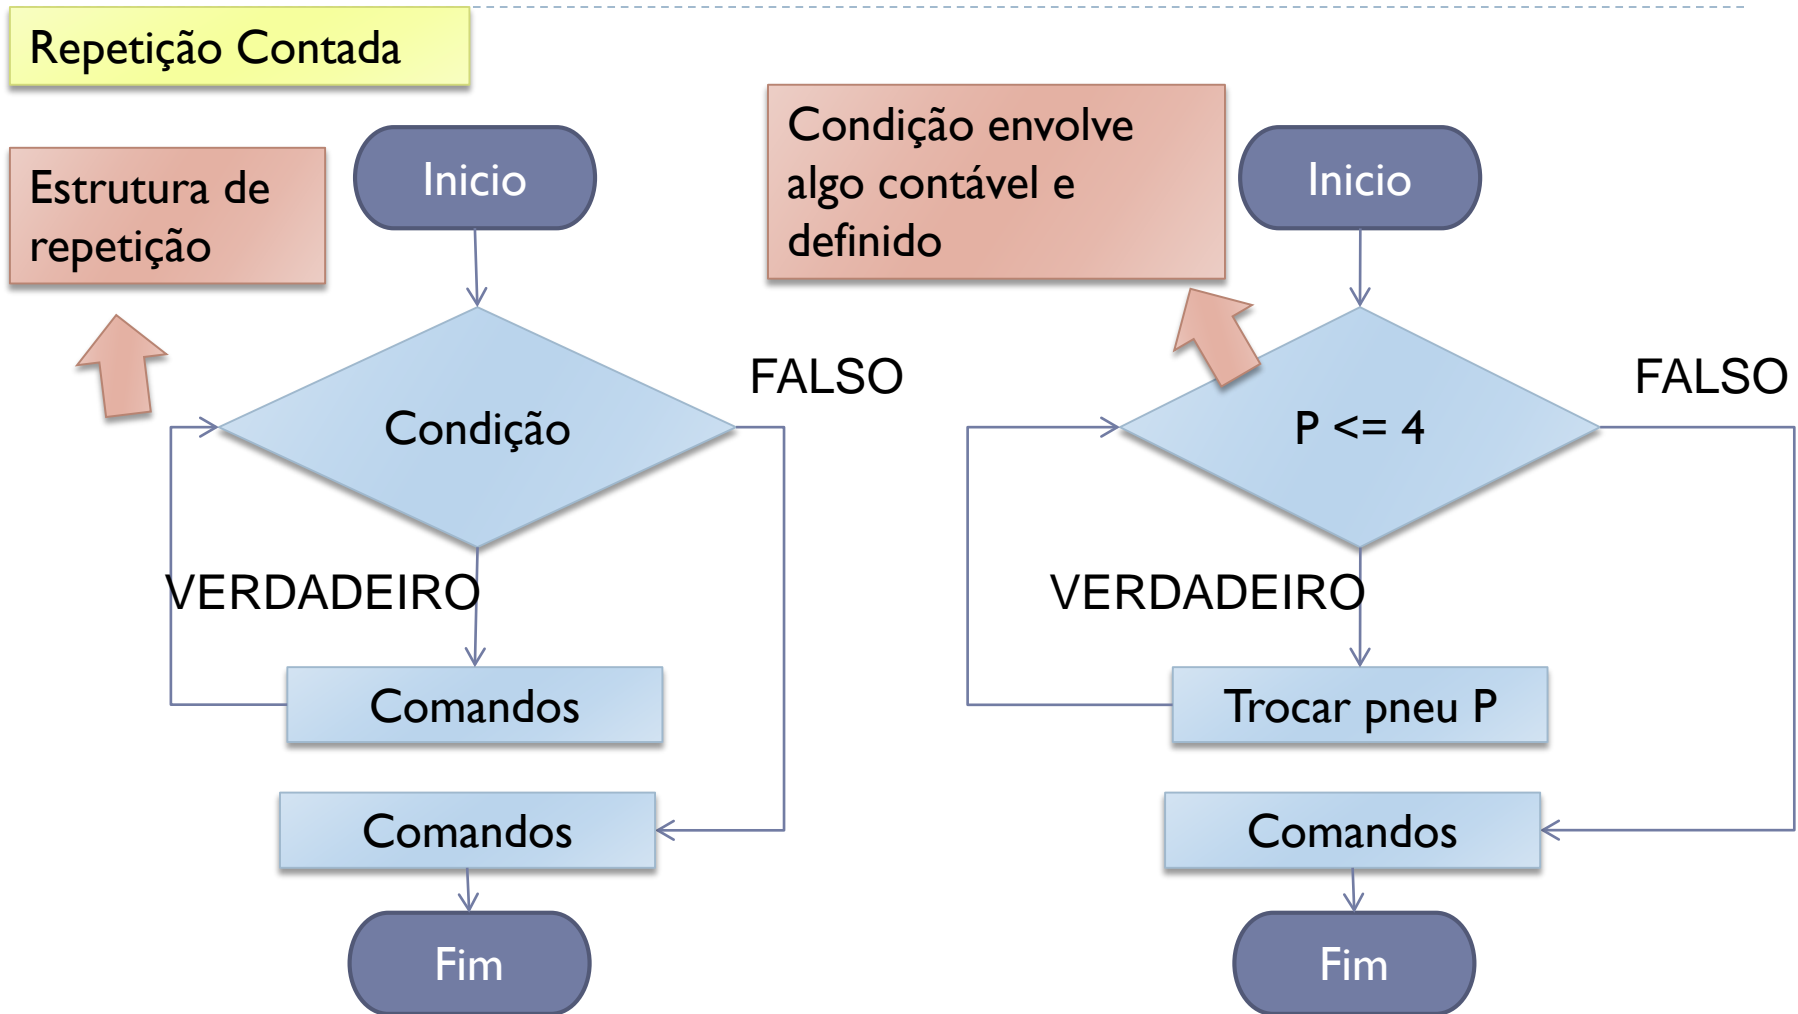 Repetição Contada
Estrutura de
repetição
Inicio
Condição
FALSO
VERDADEIRO
Comandos
Comandos
Fim
Condição envolve
algo contável e
definido
Inicio
P <= 4
FALSO
VERDADEIRO
Trocar pneu P
Comandos
Fim